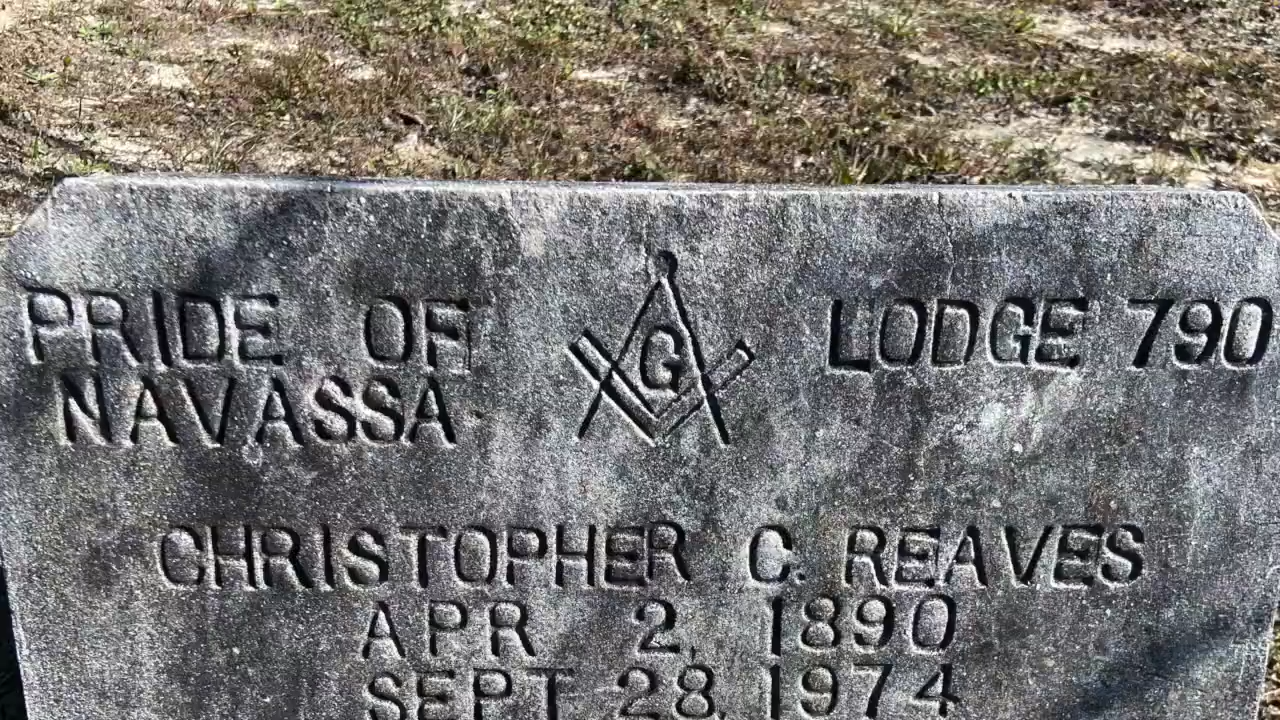 PRIDE OF G LODGE 790
NAVASSA
CHRISTOPHER C. REAVES
APR 2, 1890
SEPT 28, 1974